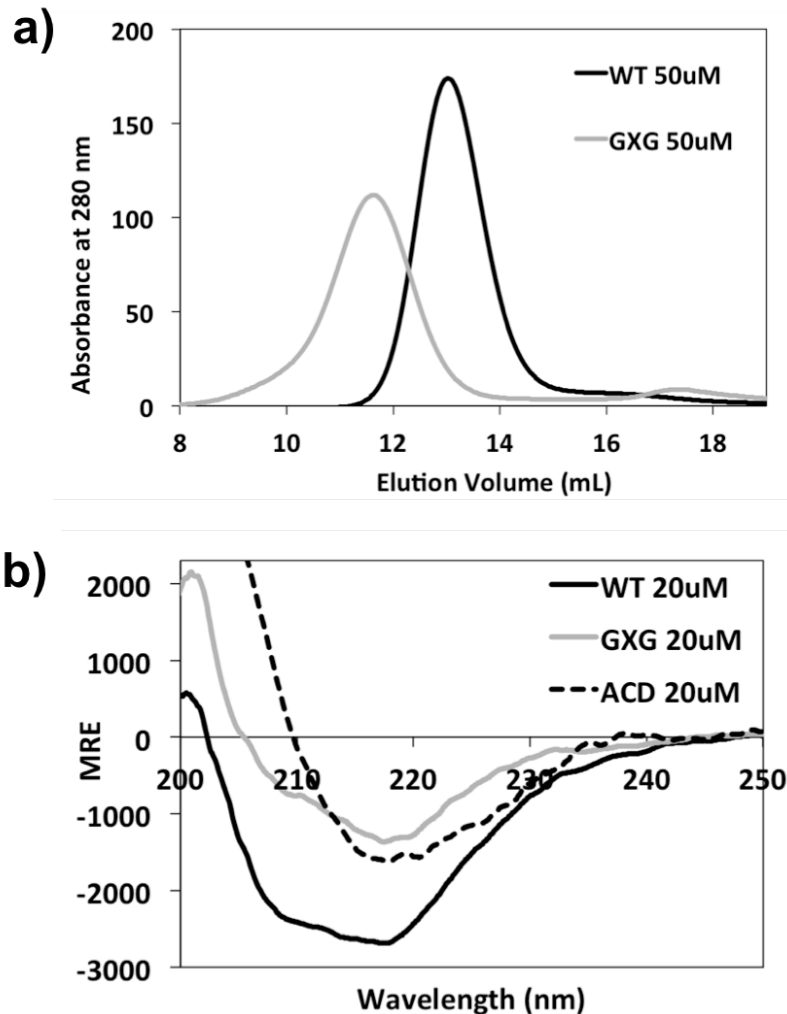 a)
200
150
100
50
0
Absorbance at 280 nm
WT 50uM
GXG 50uM
8 10 12 14 16 18
Elution Volume (mL)
b)
2000
1000
0
-1000
-2000
-3000
MRE
WT 20uM
GXG 20uM
ACD 20uM
200 210 220 230 240 250
Wavelength (nm)